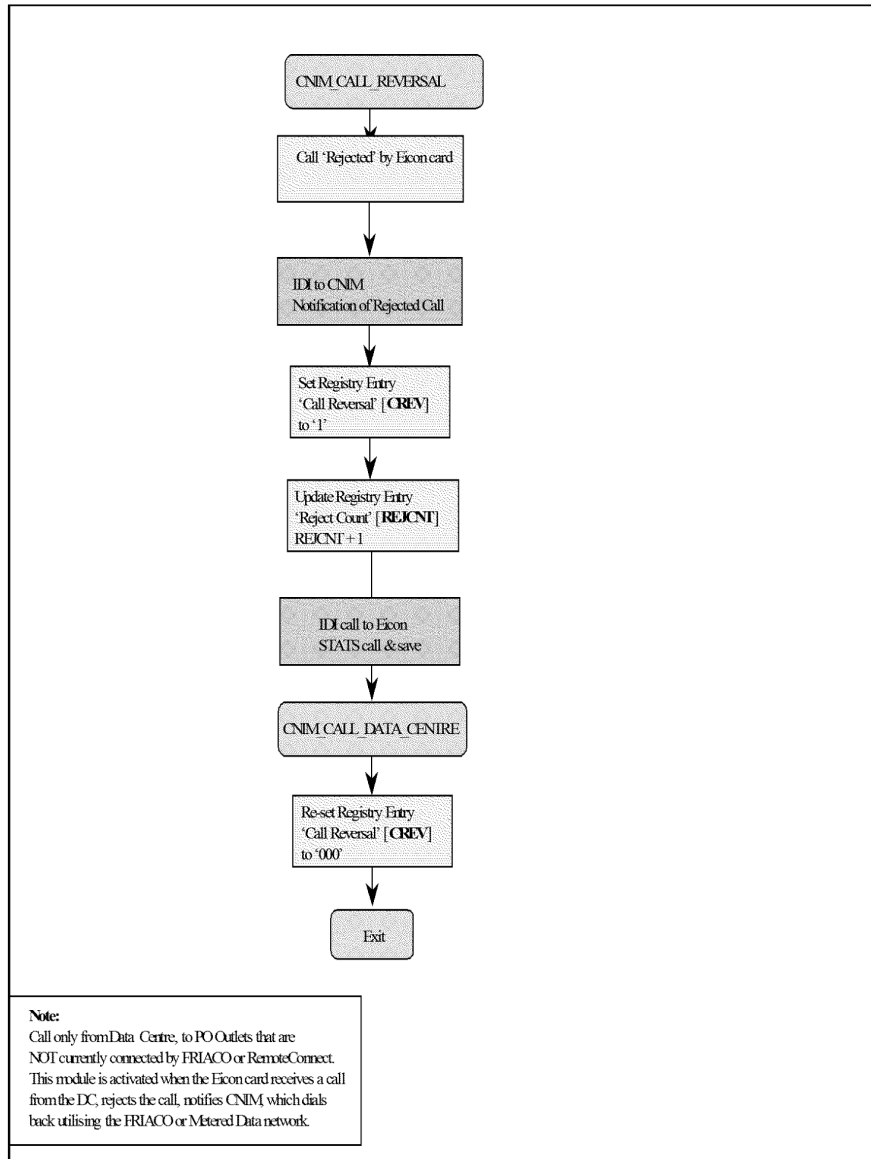 CNIM_CALL_REVERSAL
Call ‘Rejected’ by Eicon card
IDI to CNIM
Notification of Rejected Call
Set Registry Entry
‘Call Reversal’ [CREV]
to ‘1’
Update Registry Entry
‘Reject Count’ [REJCNT]
REJCNT + 1
IDI call to Eicon
STATS call & save
CNIM_CALL_DATA_CENTRE
Re-set Registry Entry
‘Call Reversal’ [CREV]
to ‘000’
Exit
Note:
Call only from Data Centre, to PO Outlets that are
NOT currently connected by FRIACO or RemoteConnect.
This module is activated when the Eicon card receives a call
from the DC, rejects the call, notifies CNIM, which dials
back utilising the FRIACO or Metered Data network.